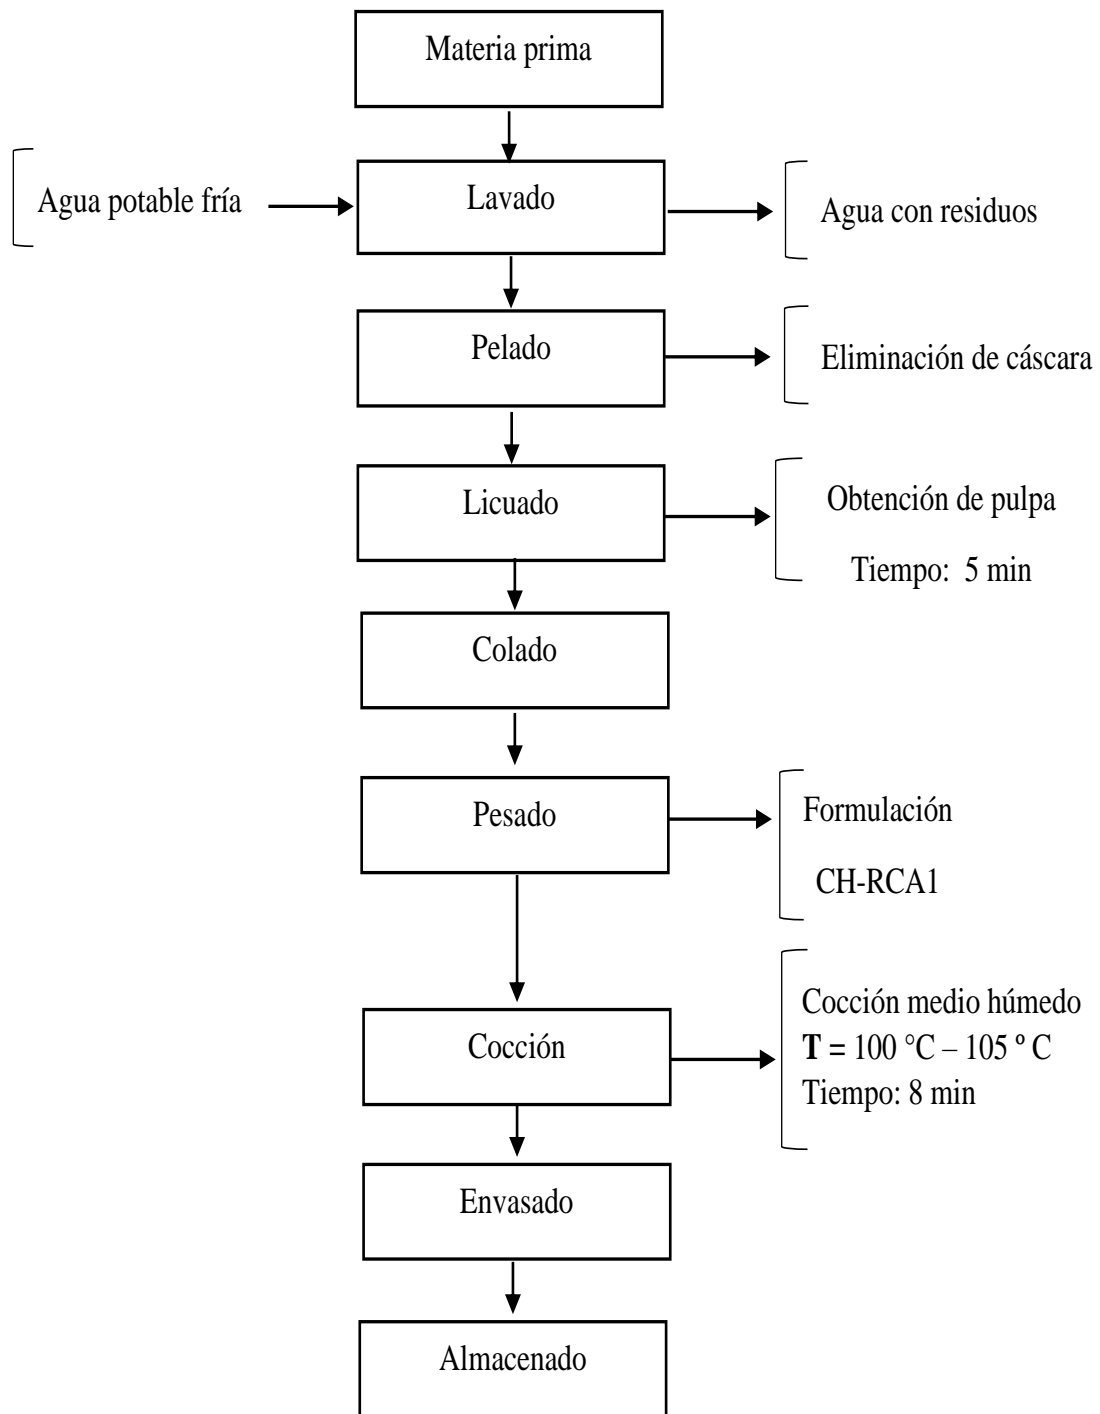 Materia prima
Agua potable fría
Lavado
Agua con residuos
Pelado
Eliminación de cáscara
Licuado
Obtención de pulpa
Tiempo: 5 min
Colado
Pesado
Formulación
CH-RCA1
Cocción
Cocción medio húmedo
T = 100 °C – 105 º C
Tiempo: 8 min
Envasado
Almacenado